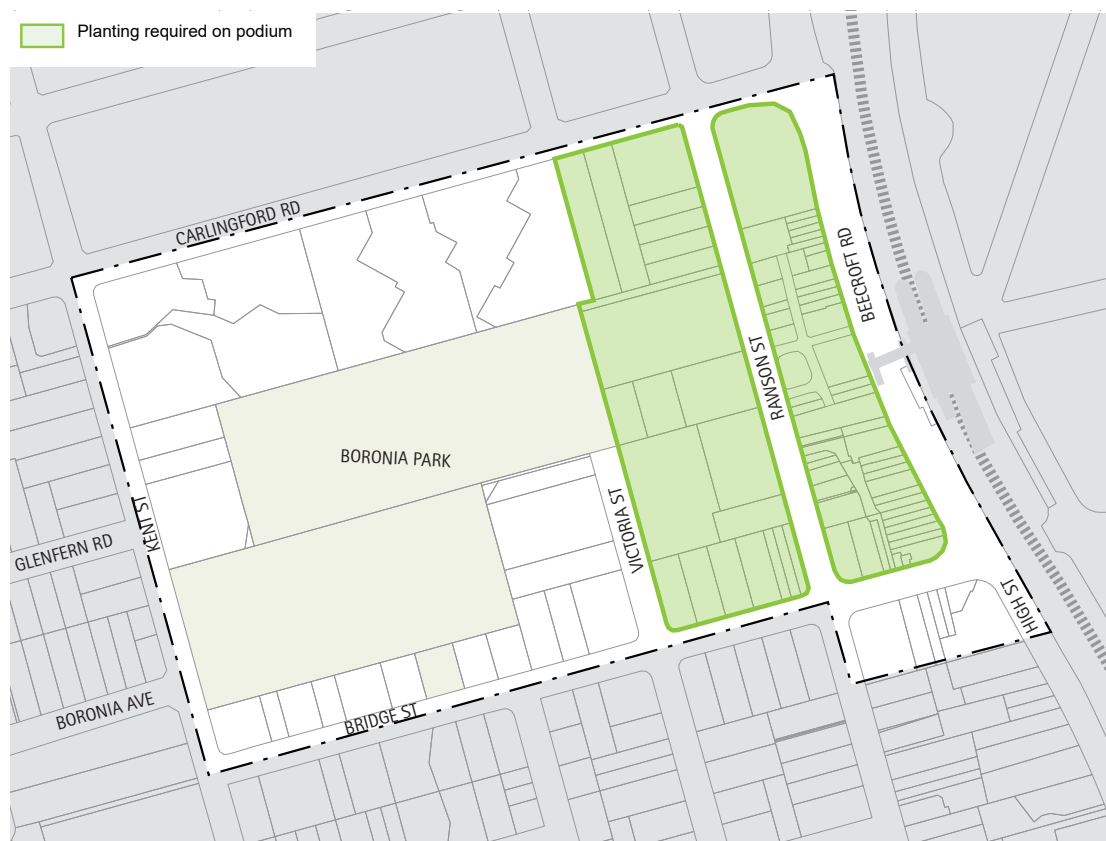 Planting required on podium
CARLINGFORD RD
BEECROFT RD
RAWSON ST
BORONIA PARK
VICTORIA ST
KENT ST
GLENFERN RD
HIGH ST
BORONIA AVE
BRIDGE ST